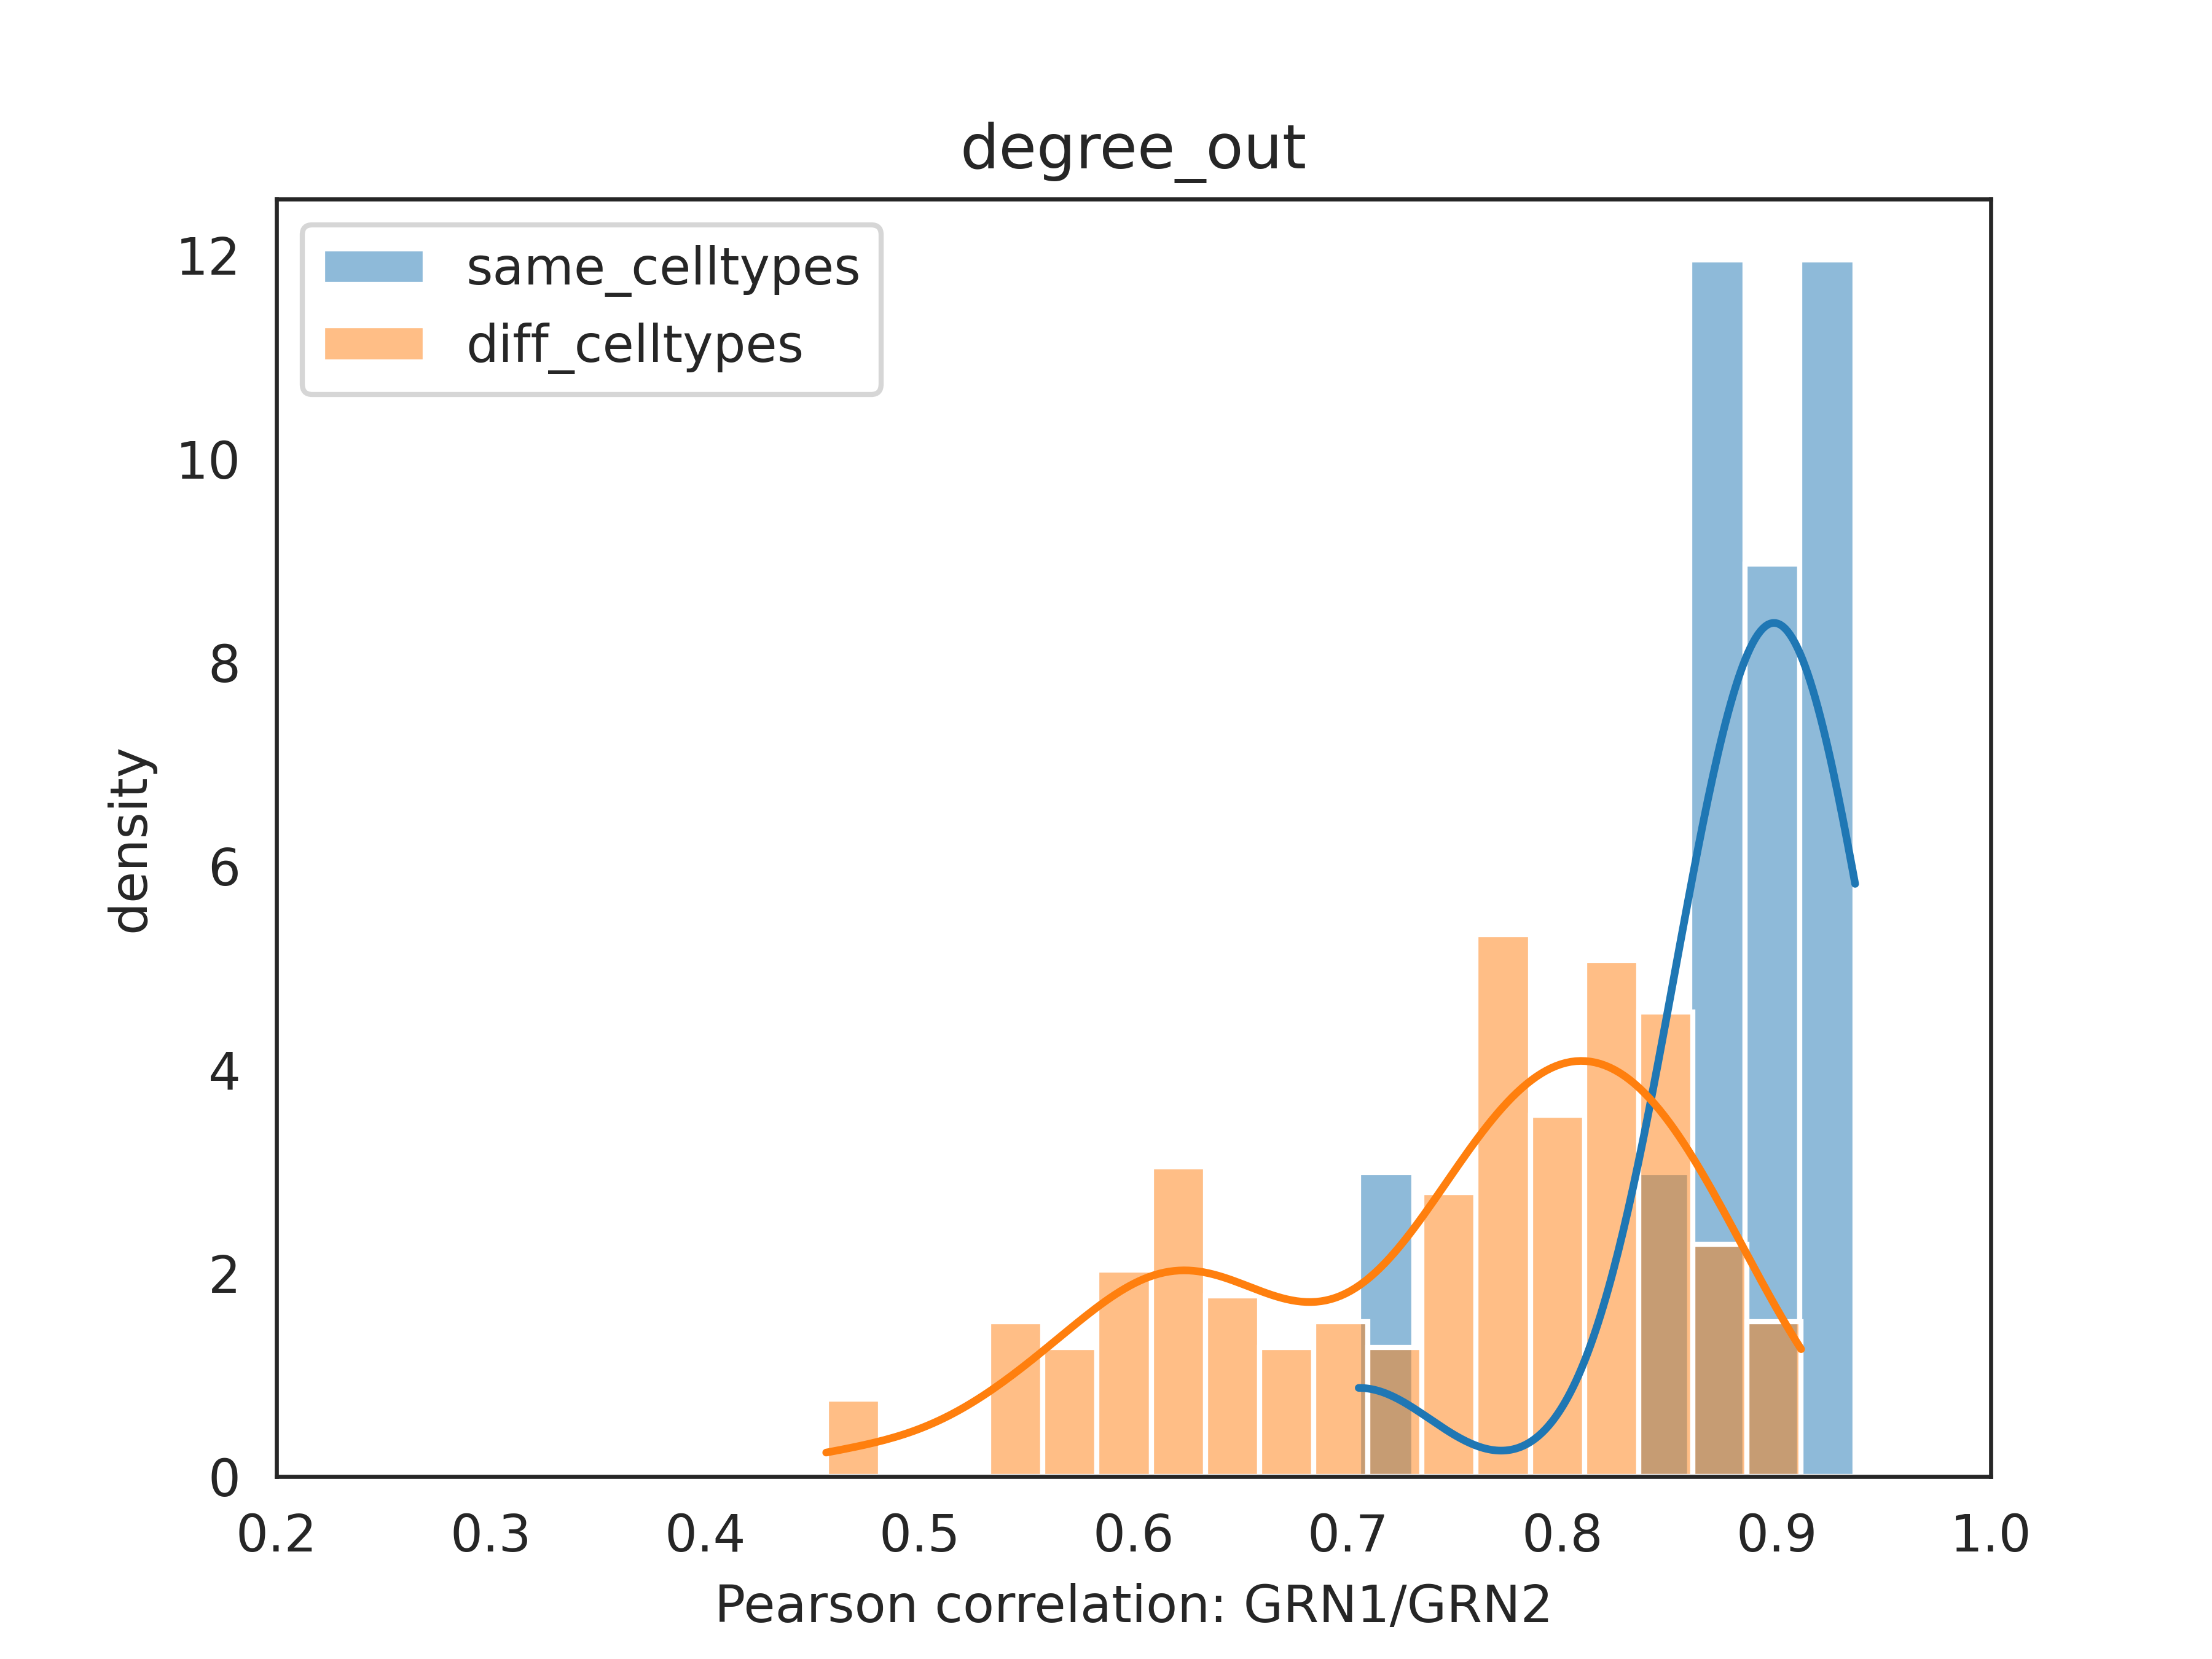 degree_out
same_celltypes
diff_celltypes
density
12
10
8
6
4
2
0
0.2 0.3 0.4 0.5 0.6 0.7 0.8 0.9 1.0
Pearson correlation: GRN1/GRN2